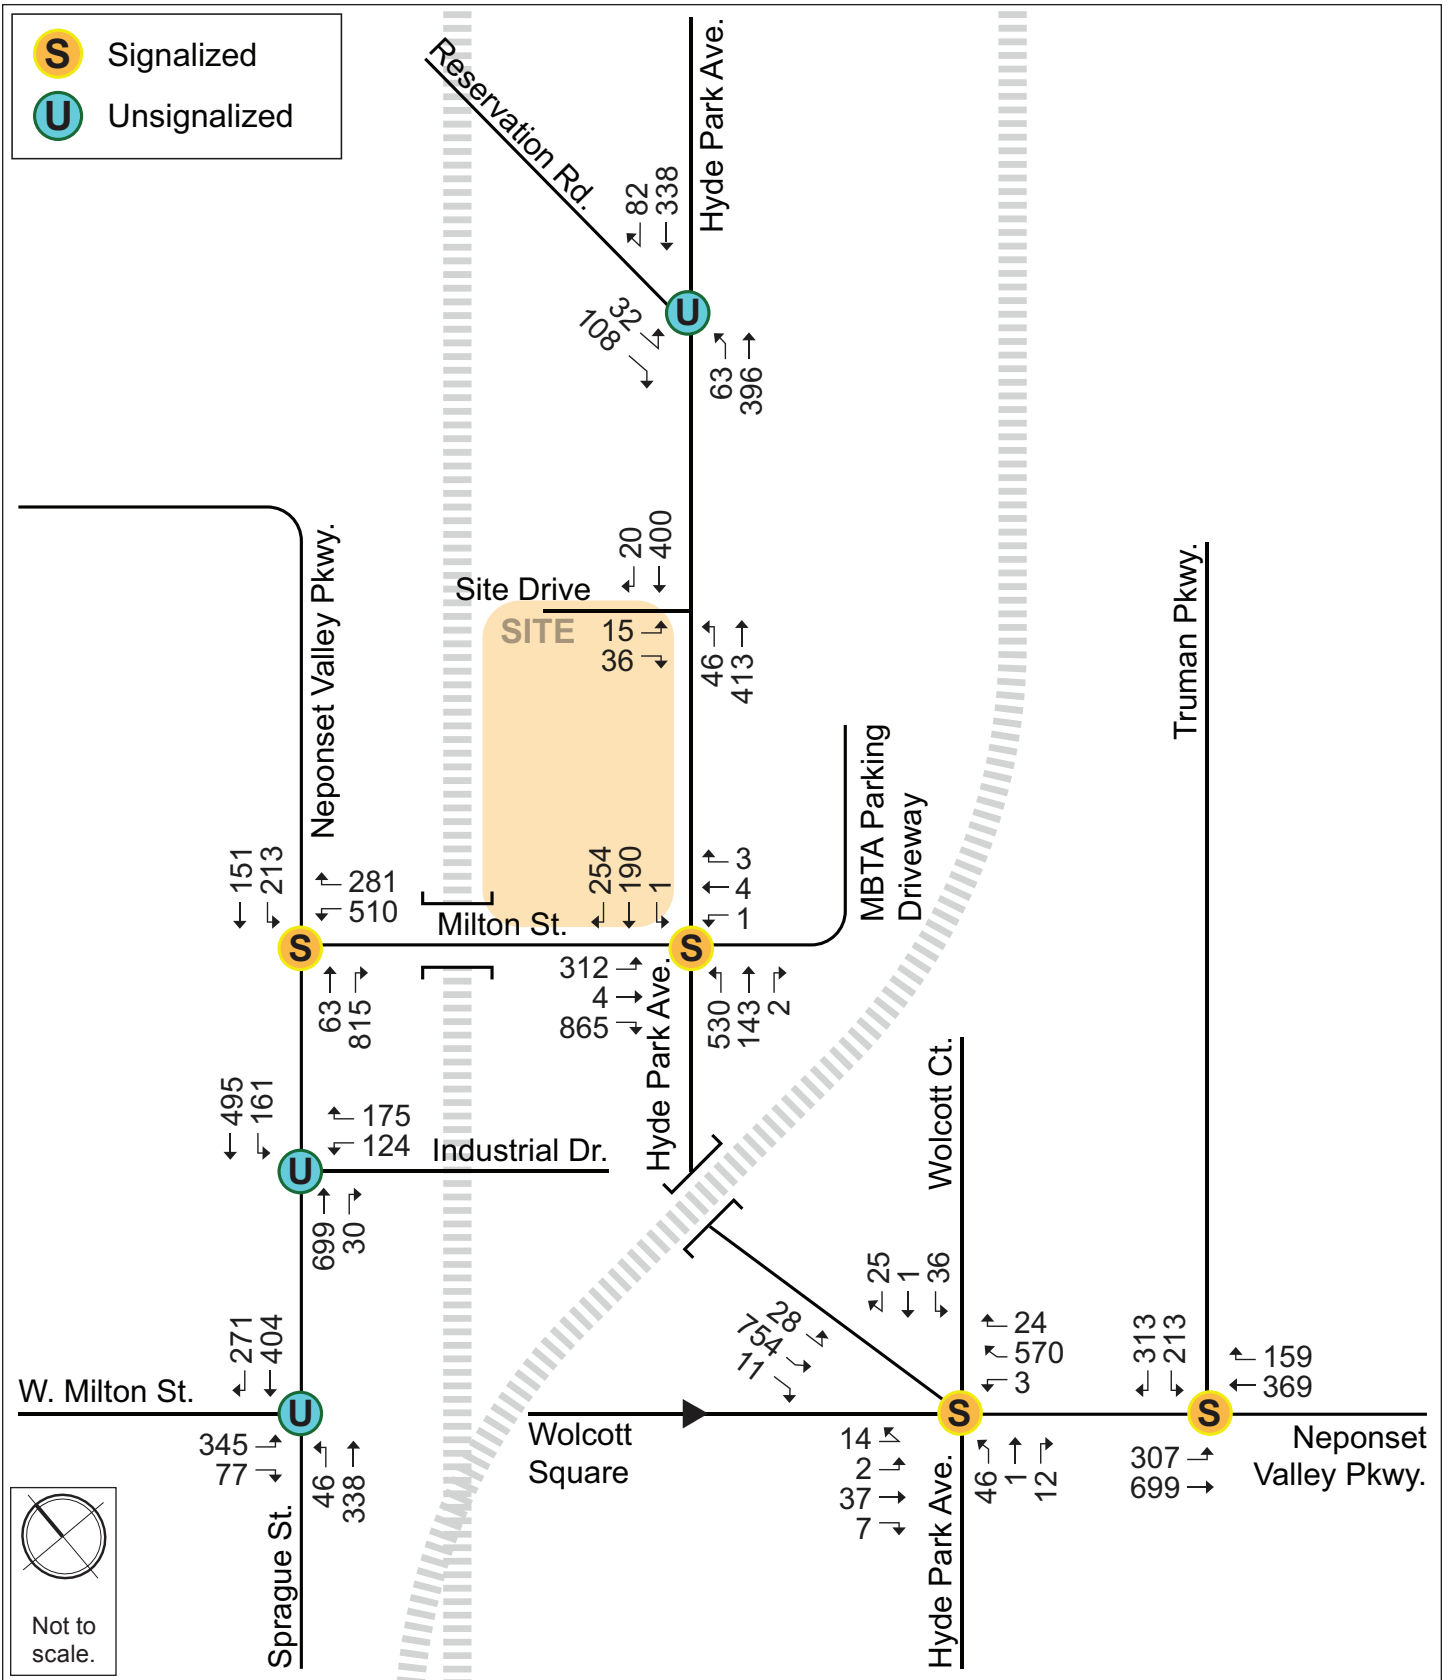 S Signalized
U Unsignalized
Reservation Rd.
Hyde Park Ave.
82
338
U
32
108
63
396
Neponset Valley Pkwy.
20
400
Site Drive
SITE
15
36
46
413
Truman Pkwy.
MBTA Parking
Driveway
151
213
281
510
254
190
1
3
4
1
Milton St.
S
S
63
815
312
4
865
Hyde Park Ave.
530
143
2
495
161
175
124
Industrial Dr.
U
699
30
Wolcott Ct.
271
404
W. Milton St.
U
345
77
46
338
Sprague St.
28
754
11
25
1
36
24
570
3
313
213
159
369
S
S
Wolcott
Square
14
2
37
7
Hyde Park Ave.
46
1
12
307
699
Neponset
Valley Pkwy.
Not to
scale.